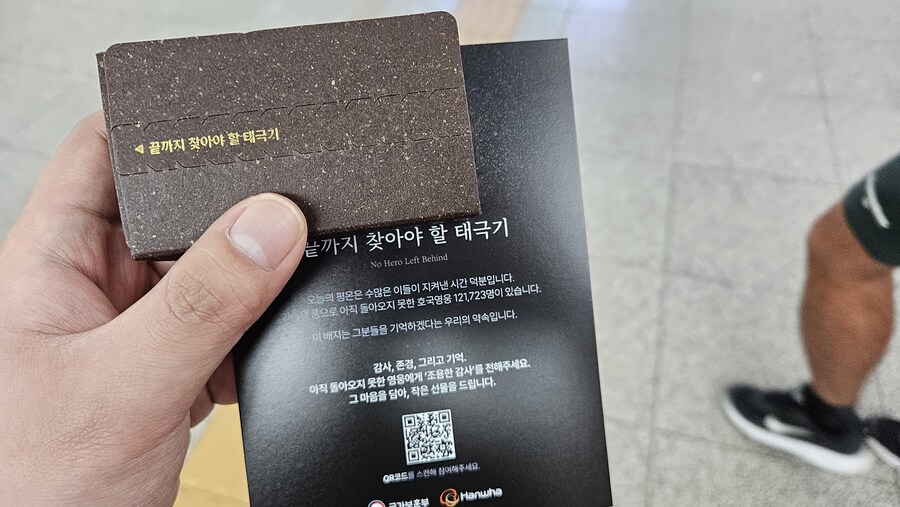 ◀ 끝까지 찾아야 할 태극기
끝까지 찾아야 할 태극기
No Hero Left Behind
오늘의 평온은 수많은 이들이 지켜낸 시간 덕분입니다.
품으로 아직 돌아오지 못한 호국영웅 121,723명이 있습니다.
이 배지는 그분들을 기억하겠다는 우리의 약속입니다.
감사, 존경, 그리고 기억.
아직 돌아오지 못한 영웅에게 '조용한 감사'를 전해주세요.
그 마음을 담아, 작은 선물을 드립니다.
QR코드를 스캔해 참여해주세요.
국가보훈부 Hanwha